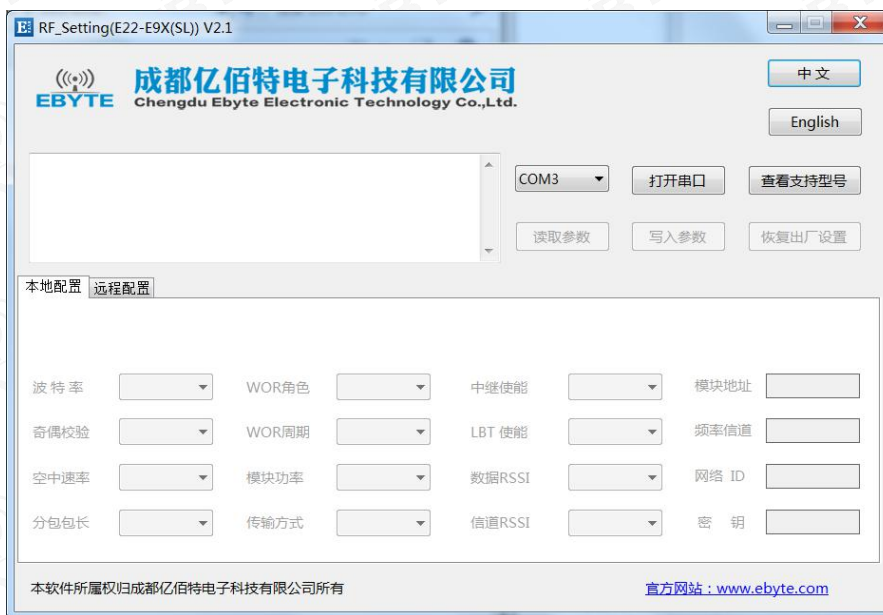 RF_Setting(E22-E9X(SL)) V2.1
EBYTE
成都亿佰特电子科技有限公司
Chengdu Ebyte Electronic Technology Co.,Ltd.
中文
English
COM3 打开串口 查看支持型号
读取参数 写入参数 恢复出厂设置
本地配置 远程配置
波特率 WOR角色 中继使能 模块地址
奇偶校验 WOR周期 LBT 使能 频率信道
空中速率 模块功率 数据RSSI 网络 ID
分包包长 传输方式 信道RSSI 密 钥
本软件所属权归成都亿佰特电子科技有限公司所有 官方网站：www.ebyte.com